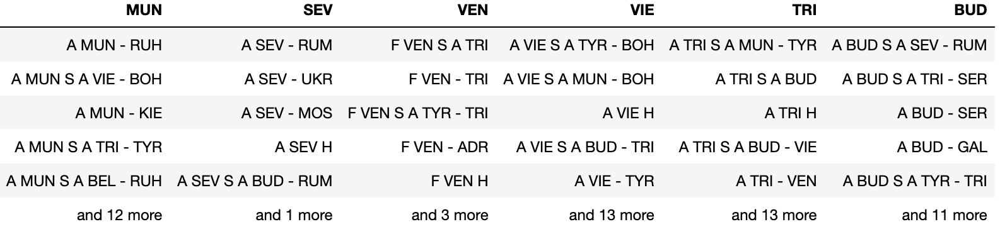 MUN SEV VEN VIE TRI BUD
A MUN - RUH A SEV - RUM F VEN S A TRI A VIE S A TYR - BOH A TRI S A MUN - TYR A BUD S A SEV - RUM
A MUN S A VIE - BOH A SEV - UKR F VEN - TRI A VIE S A MUN - BOH A TRI S A BUD A BUD S A TRI - SER
A MUN - KIE A SEV - MOS F VEN S A TYR - TRI A VIE H A TRI H A BUD - SER
A MUN S A TRI - TYR A SEV H F VEN - ADR A VIE S A BUD - TRI A TRI S A BUD - VIE A BUD - GAL
A MUN S A BEL - RUH A SEV S A BUD - RUM F VEN H A VIE - TYR A TRI - VEN A BUD S A TYR - TRI
and 12 more and 1 more and 3 more and 13 more and 13 more and 11 more